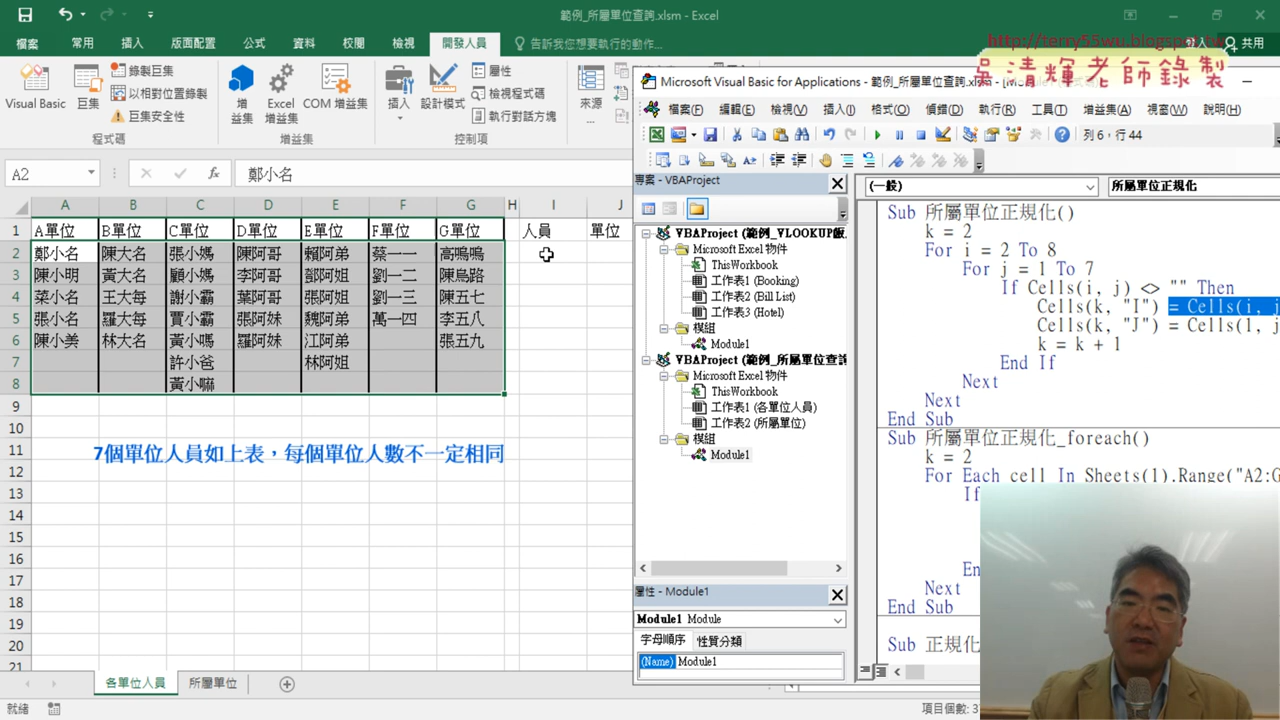 範例_所屬單位查詢.xlsm - Excel
http://terry55wu.blogspot.tw
吳清輝老師錄製
檔案 常用 插入 版面配置 公式 資料 校閱 檢視 開發人員 告訴我您想要執行的動作... 登入 共用
Visual Basic 巨集 錄製巨集 以相對位置錄製 巨集安全性
程式碼
增益集 Excel 增益集 COM 增益集
增益集
插入 設計模式 屬性 檢視程式碼 執行對話方塊
控制項
來源
A2 鄭小名
A B C D E F G H I J
1 A單位 B單位 C單位 D單位 E單位 F單位 G單位 人員 單位
2 鄭小名 陳大名 張小媽 陳阿哥 賴阿弟 蔡一一 高鳴鳴
3 陳小明 黃大名 顧小媽 李阿哥 鄧阿姐 劉一二 陳烏路
4 菜小名 王大每 謝小霸 葉阿哥 張阿姐 劉一三 陳五七
5 張小名 羅大每 賈小霸 張阿妹 魏阿弟 萬一四 李五八
6 陳小美 林大名 黃小嗎 羅阿妹 江阿弟 張五九
7 許小爸 林阿姐
8 黃小嘛
9
10
11 7個單位人員如上表，每個單位人數不一定相同
12
13
14
15
16
17
18
19
20
21
各單位人員 所屬單位
就緒
項目個數: 3
Microsoft Visual Basic for Applications - 範例_所屬單位查詢.xlsm
檔案(F) 編輯(E) 檢視(V) 插入(I) 格式(O) 偵錯(D) 執行(R) 工具(T) 增益集(A) 視窗(W) 說明(H)
列 6，行 44
專案 - VBAProject
VBAProject (範例_VLOOKUP飯
Microsoft Excel 物件
ThisWorkbook
工作表1 (Booking)
工作表2 (Bill List)
工作表3 (Hotel)
模組
Module1
VBAProject (範例_所屬單位查詢
Microsoft Excel 物件
ThisWorkbook
工作表1 (各單位人員)
工作表2 (所屬單位)
模組
Module1
屬性 - Module1
Module1 Module
字母順序 性質分類
(Name) Module1
(一般) 所屬單位正規化
Sub 所屬單位正規化()
k = 2
For i = 2 To 8
For j = 1 To 7
If Cells(i, j) <> "" Then
Cells(k, "I") = Cells(i, j
Cells(k, "J") = Cells(1, j
k = k + 1
End If
Next
Next
End Sub
Sub 所屬單位正規化_foreach()
k = 2
For Each cell In Sheets(1).Range("A2:G
If
En
Next
End Sub
Sub 正規化